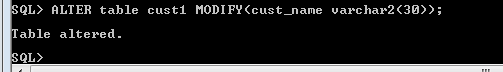 SQL> ALTER table cust1 MODIFY(cust_name varchar2(30));
Table altered.
SQL>